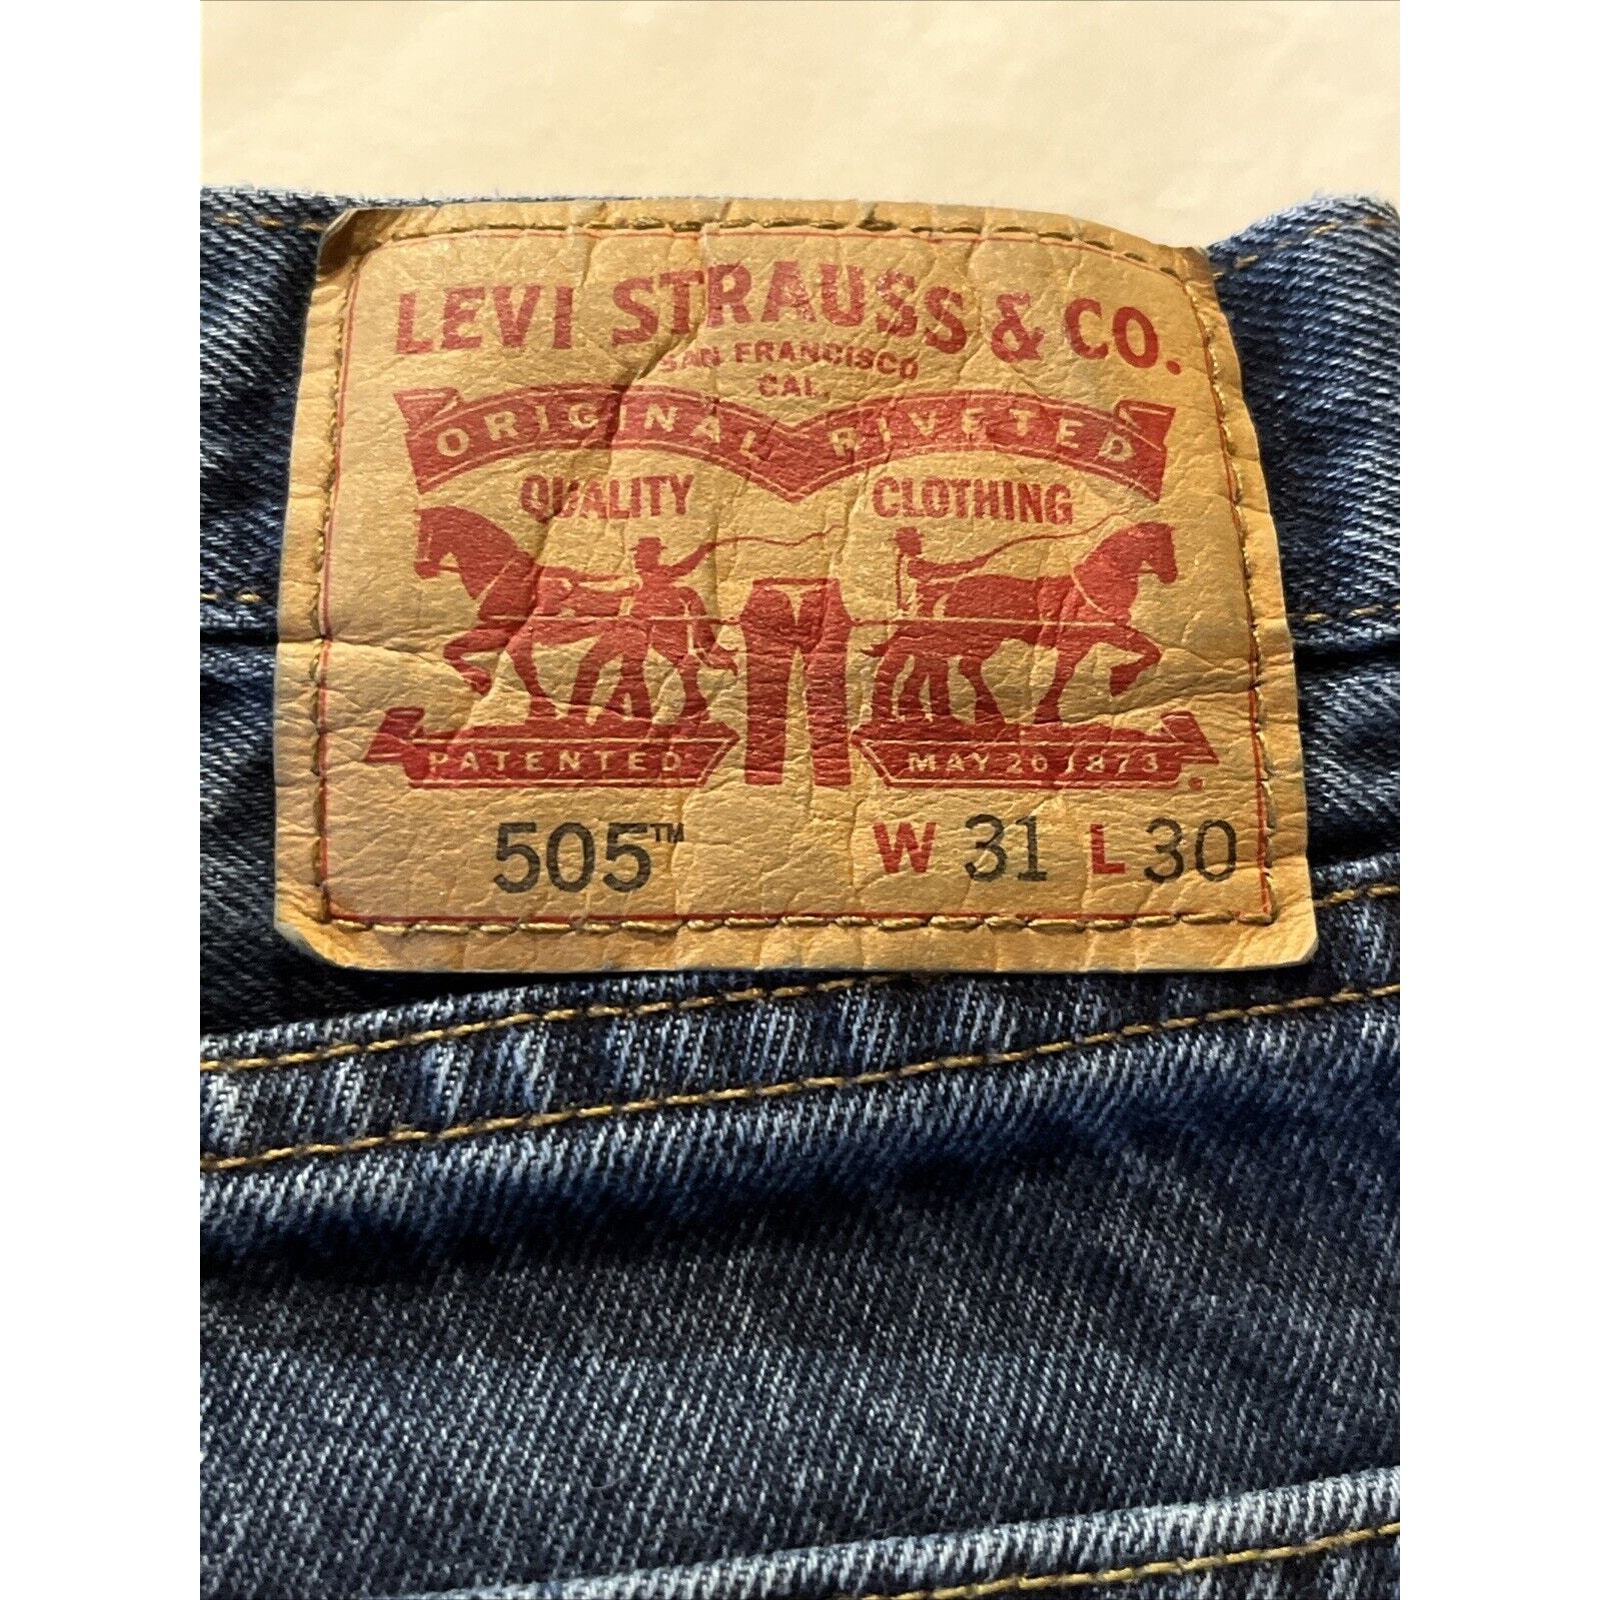 LEVI STRAUSS & CO.
SAN FRANCISCO
CAL.
ORIGINAL RIVETED
QUALITY CLOTHING
PATENTED MAY 20 1873
505™ W 31 L 30